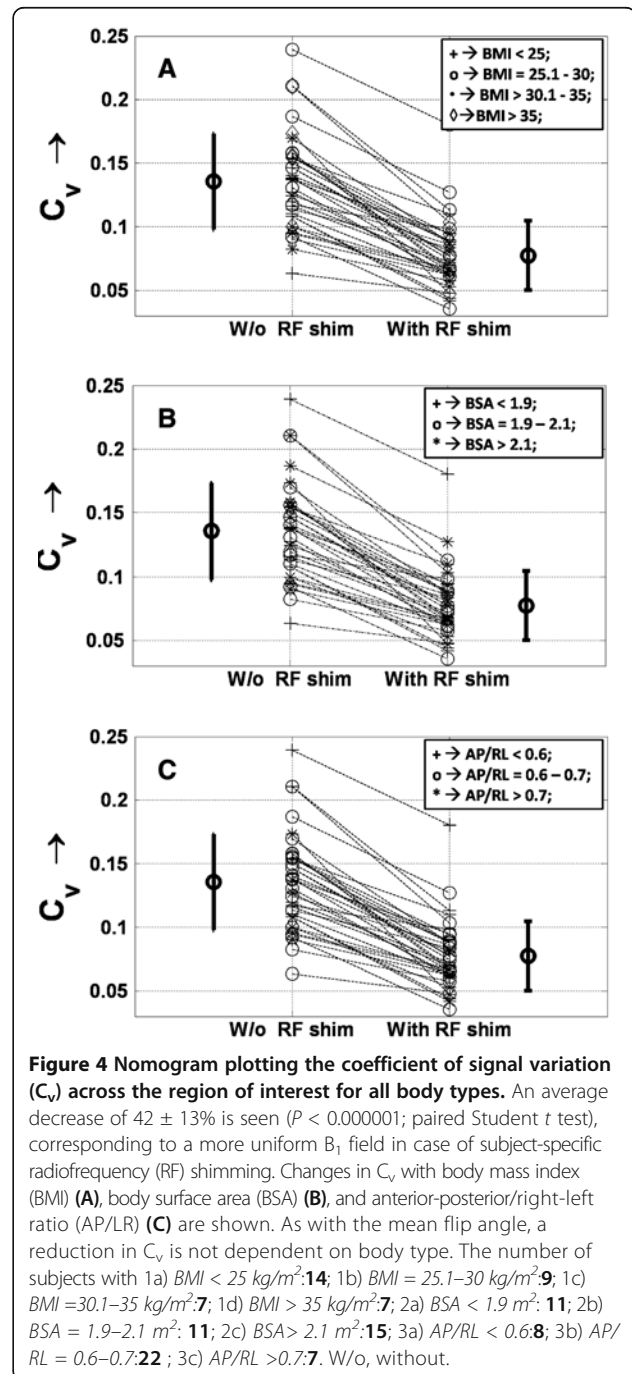 0.25
A
+ → BMI < 25;
o → BMI = 25.1 - 30;
• → BMI > 30.1 - 35;
◊ → BMI > 35;
0.2
0.15
Cv →
0.1
0.05
W/o RF shim With RF shim
0.25
B
+ → BSA < 1.9;
o → BSA = 1.9 – 2.1;
* → BSA > 2.1;
0.2
0.15
Cv →
0.1
0.05
W/o RF shim With RF shim
0.25
C
+ → AP/RL < 0.6;
o → AP/RL = 0.6 – 0.7;
* → AP/RL > 0.7;
0.2
0.15
Cv →
0.1
0.05
W/o RF shim With RF shim
Figure 4 Nomogram plotting the coefficient of signal variation
(Cv) across the region of interest for all body types. An average
decrease of 42 ± 13% is seen (P < 0.000001; paired Student t test),
corresponding to a more uniform B1 field in case of subject-specific
radiofrequency (RF) shimming. Changes in Cv with body mass index
(BMI) (A), body surface area (BSA) (B), and anterior-posterior/right-left
ratio (AP/LR) (C) are shown. As with the mean flip angle, a
reduction in Cv is not dependent on body type. The number of
subjects with 1a) BMI < 25 kg/m²:14; 1b) BMI = 25.1–30 kg/m²:9; 1c)
BMI =30.1–35 kg/m²:7; 1d) BMI > 35 kg/m²:7; 2a) BSA < 1.9 m²: 11; 2b)
BSA = 1.9–2.1 m²: 11; 2c) BSA> 2.1 m²:15; 3a) AP/RL < 0.6:8; 3b) AP/
RL = 0.6–0.7:22 ; 3c) AP/RL >0.7:7. W/o, without.